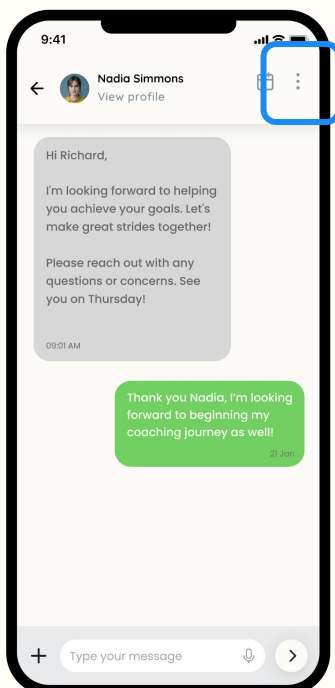 9:41
Nadia Simmons
View profile
Hi Richard,
I'm looking forward to helping
you achieve your goals. Let's
make great strides together!
Please reach out with any
questions or concerns. See
you on Thursday!
09:01 AM
Thank you Nadia, I'm looking
forward to beginning my
coaching journey as well!
21 Jan
Type your message